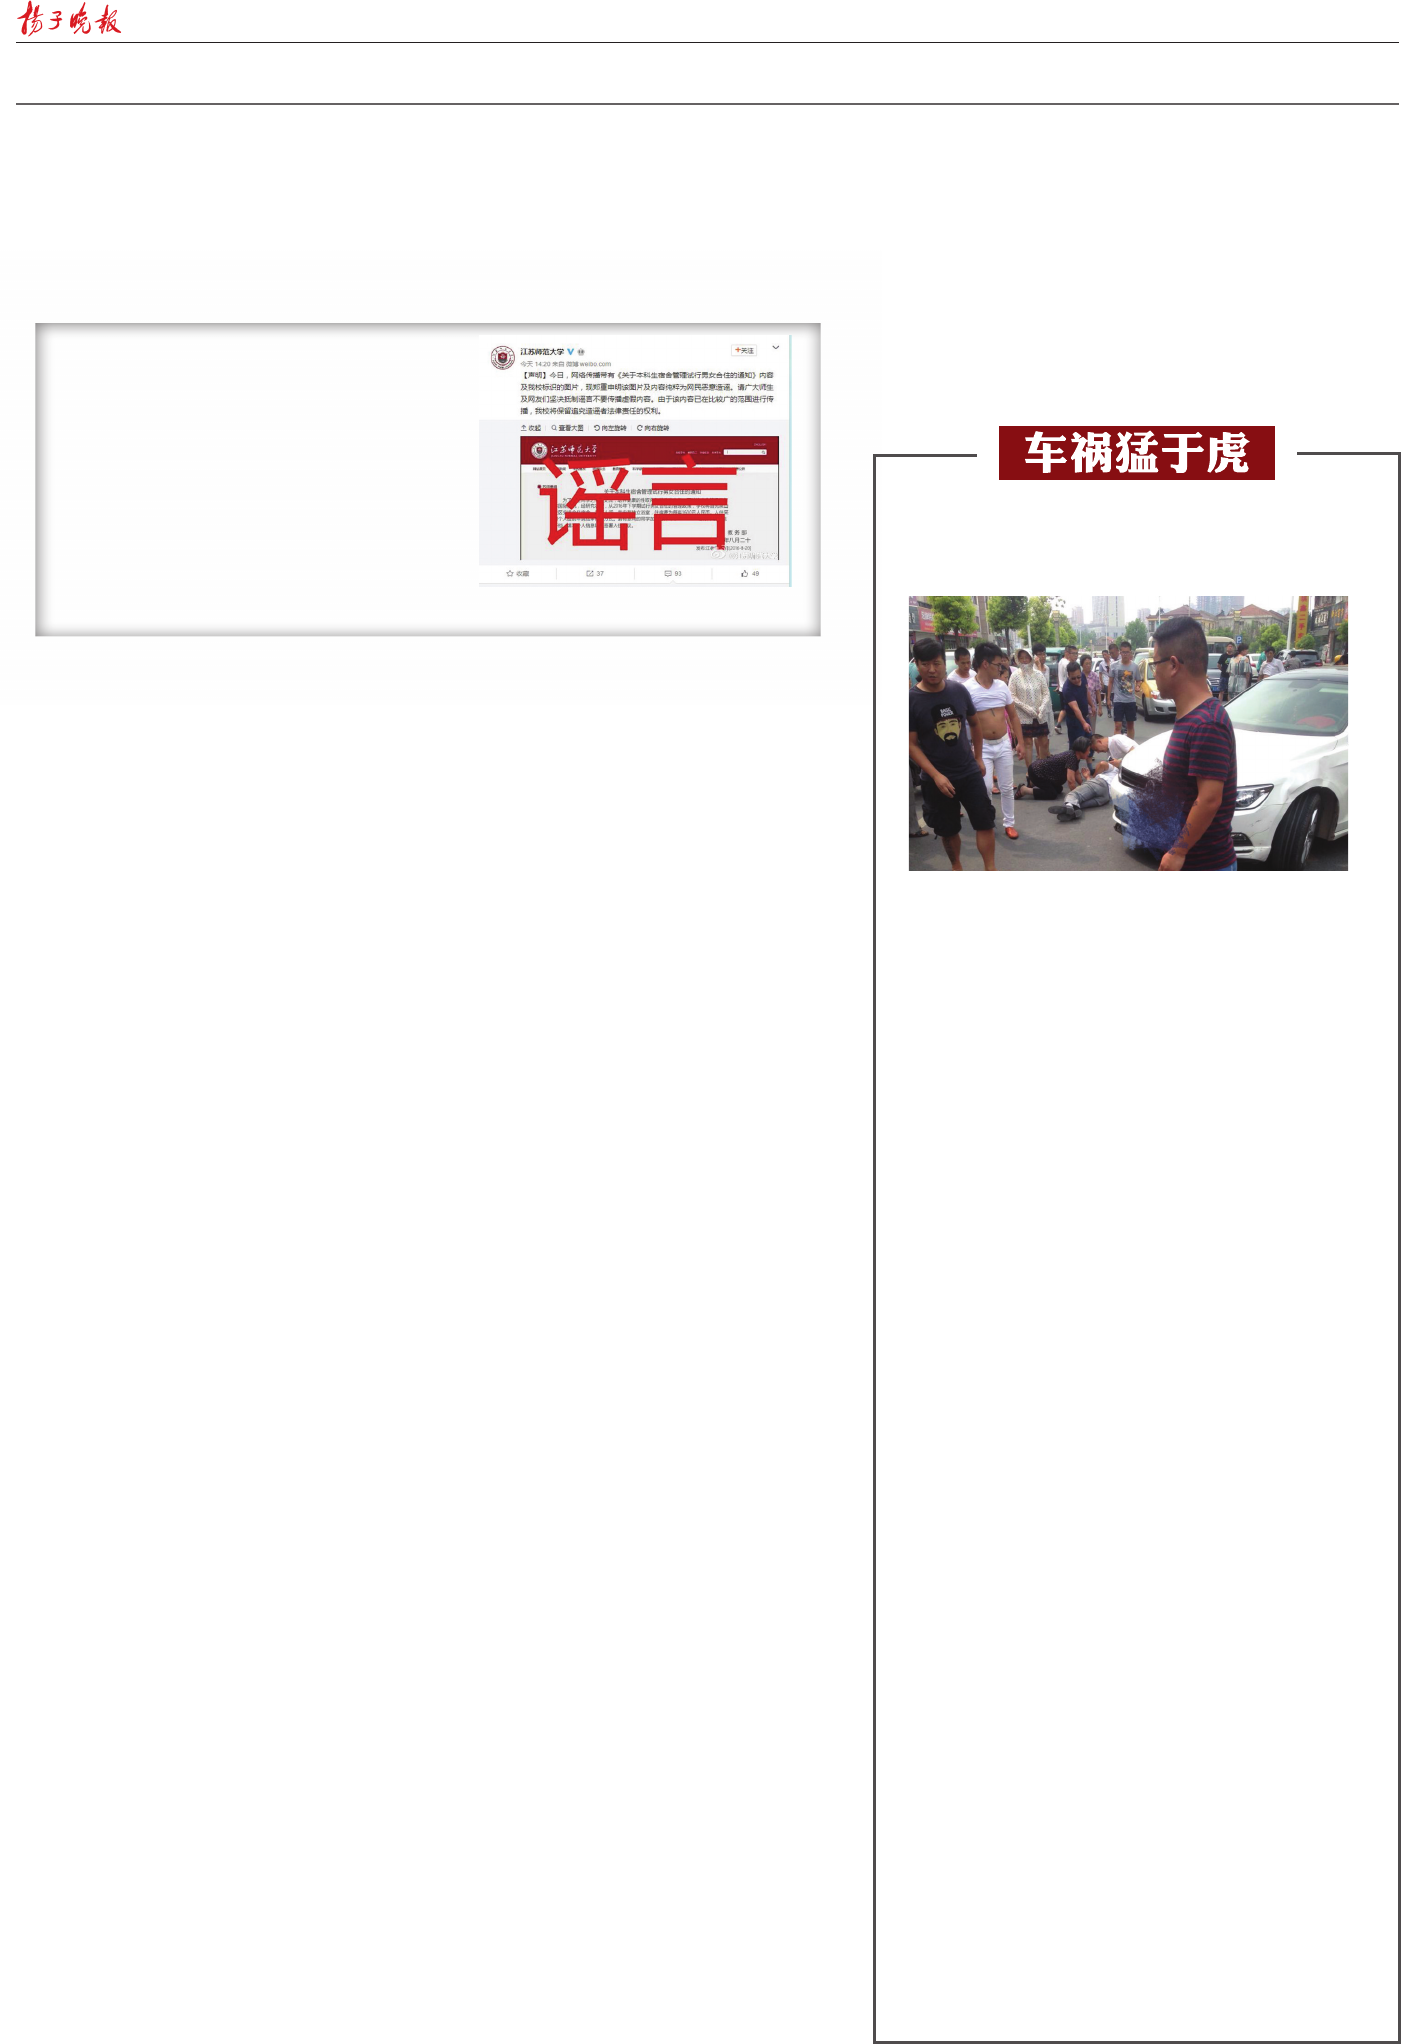 扬子晚报
江苏师范大学
+关注
今天 14:20 来自 微博 weibo.com
【声明】今日，网络传播带有《关于本科生宿舍管理试行男女合住的通知》内容
及我校标识的图片，现郑重申明该图片及内容纯粹为网民恶意造谣。请广大师生
及网友们坚决抵制谣言不要传播虚假内容。由于该内容已在比较广的范围进行传
播，我校将保留追究造谣者法律责任的权利。
收起 查看大图 向左旋转 向右旋转
江苏师范大学
关于本科生宿舍管理试行男女合住的通知
谣言
教务部
收藏 37 93 49
车祸猛于虎